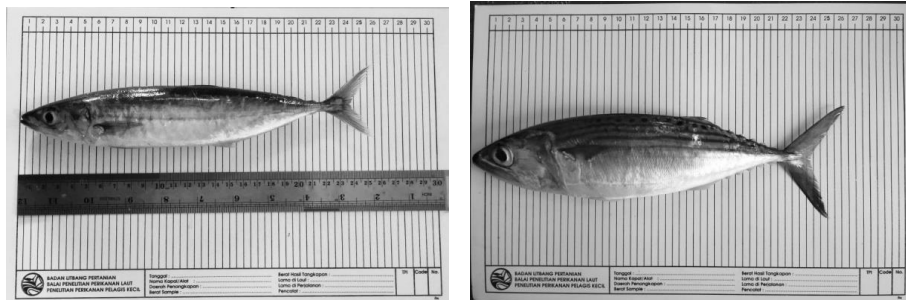 1 2 3 4 5 6 7 8 9 10 11 12 13 14 15 16 17 18 19 20 21 22 23 24 25 26 27 28 29 30
BADAN LITBANG PERTANIAN
BALAI PENELITIAN PERIKANAN LAUT
PENELITIAN PERIKANAN PELAGIS KECIL
Tanggal :
Nama Kapal/Alat :
Daerah Penangkapan :
Berat Sample :
Berat Hasil Tangkapan :
Lama di Laut :
Lama di Perjalanan :
Pencatat :
Code No.
1 2 3 4 5 6 7 8 9 10 11 12 13 14 15 16 17 18 19 20 21 22 23 24 25 26 27 28 29 30
BADAN LITBANG PERTANIAN
BALAI PENELITIAN PERIKANAN LAUT
PENELITIAN PERIKANAN PELAGIS KECIL
Tanggal :
Nama Kapal/Alat :
Daerah Penangkapan :
Berat Sample :
Berat Hasil Tangkapan :
Lama di Laut :
Lama di Perjalanan :
Pencatat :
Code No.